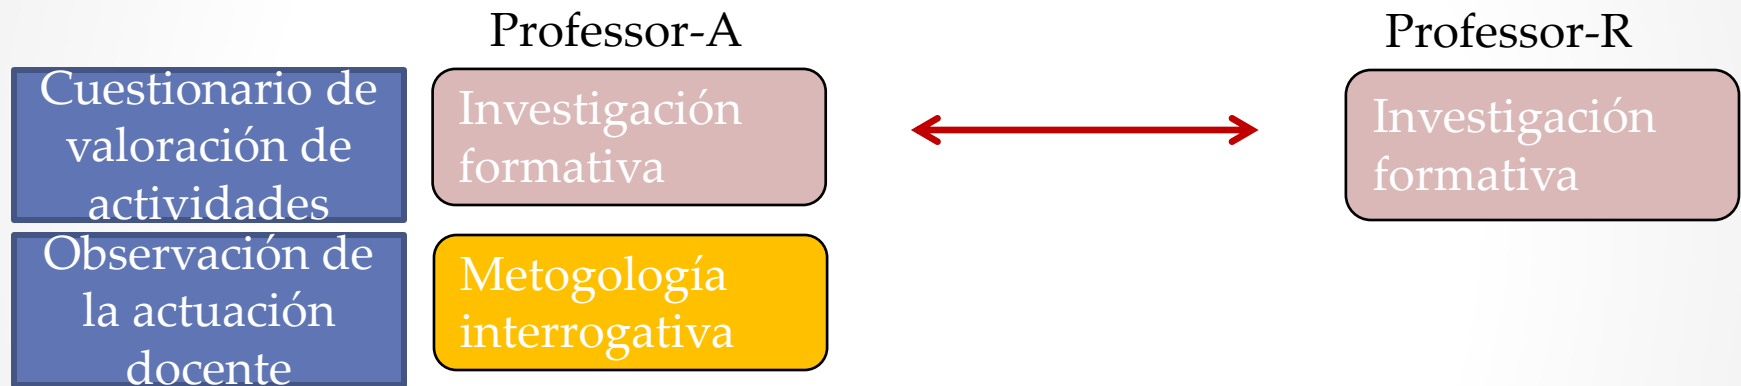 Professor-A
Professor-R
Cuestionario de
valoración de
actividades
Investigación
formativa
Investigación
formativa
Observación de
la actuación
docente
Metogología
interrogativa